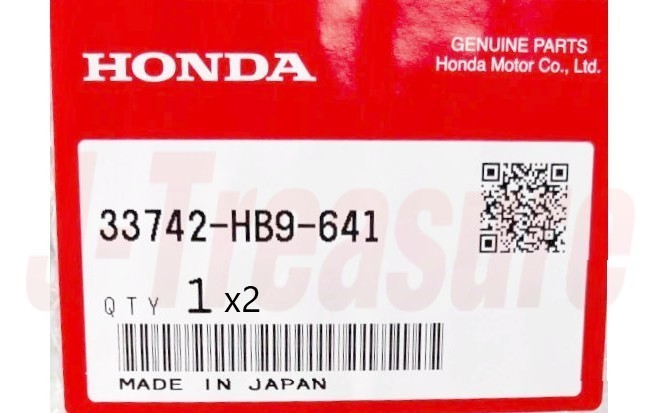 HONDA
GENUINE PARTS
Honda Motor Co., Ltd.
33742-HB9-641
J-Treasure
QTY 1 x2
MADE IN JAPAN